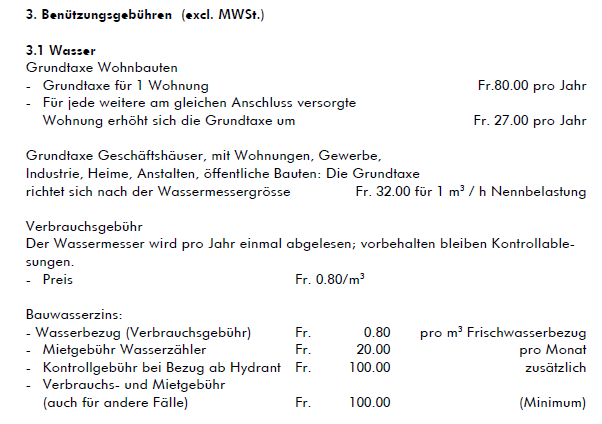 3. Benützungsgebühren (excl. MWSt.)
3.1 Wasser
Grundtaxe Wohnbauten
- Grundtaxe für 1 Wohnung Fr.80.00 pro Jahr
- Für jede weitere am gleichen Anschluss versorgte
Wohnung erhöht sich die Grundtaxe um Fr. 27.00 pro Jahr
Grundtaxe Geschäftshäuser, mit Wohnungen, Gewerbe,
Industrie, Heime, Anstalten, öffentliche Bauten: Die Grundtaxe
richtet sich nach der Wassermessergrösse Fr. 32.00 für 1 m³ / h Nennbelastung
Verbrauchsgebühr
Der Wassermesser wird pro Jahr einmal abgelesen; vorbehalten bleiben Kontrollable-
sungen.
- Preis Fr. 0.80/m³
Bauwasserzins:
- Wasserbezug (Verbrauchsgebühr) Fr. 0.80 pro m³ Frischwasserbezug
- Mietgebühr Wasserzähler Fr. 20.00 pro Monat
- Kontrollgebühr bei Bezug ab Hydrant Fr. 100.00 zusätzlich
- Verbrauchs- und Mietgebühr
(auch für andere Fälle) Fr. 100.00 (Minimum)